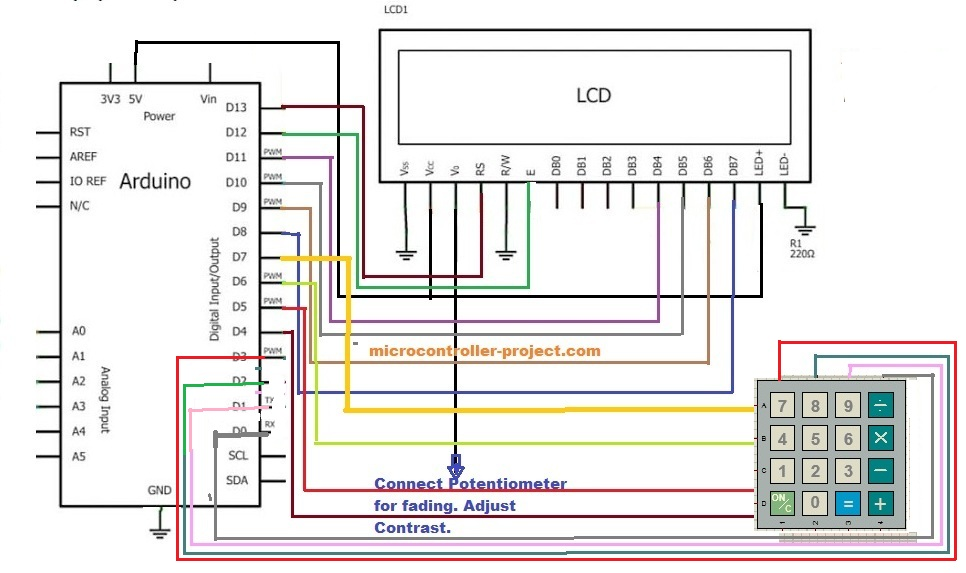 LCD1
3V3 5V Vin
Power
Arduino
RST
AREF
IO REF
N/C
A0
A1
A2
A3
A4
A5
Analog Input
Digital Input/Output
D13
D12
D11 PWM
D10 PWM
D9 PWM
D8
D7
D6 PWM
D5 PWM
D4
D3 PWM
D2
D1
D0 RX
SCL
SDA
GND
LCD
Vss Vcc V0 RS R/W E DB0 DB1 DB2 DB3 DB4 DB5 DB6 DB7 LED+ LED-
R1
220Ω
microcontroller-project.com
Connect Potentiometer
for fading. Adjust
Contrast.
A 7 8 9 ÷
B 4 5 6 ×
C 1 2 3 −
D ON/C 0 = +
1 2 3 4